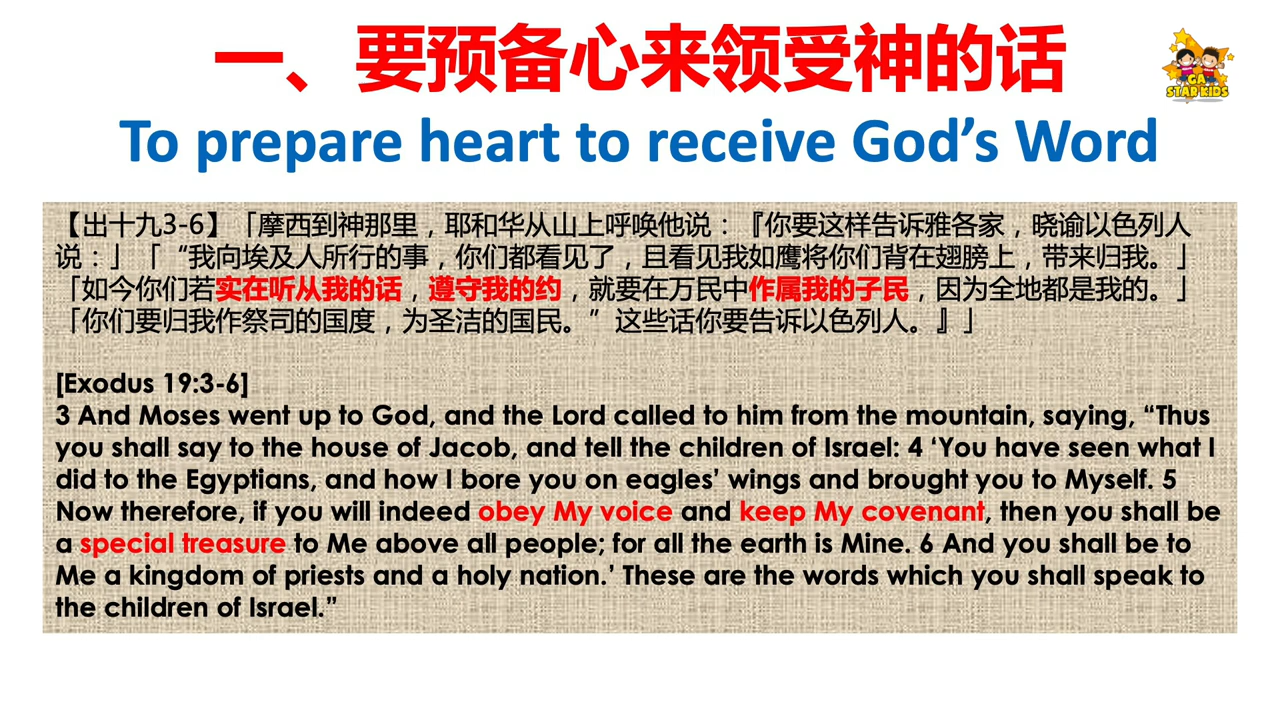 一、要预备心来领受神的话
GA
STAR KIDS
To prepare heart to receive God’s Word
【出十九3-6】「摩西到神那里，耶和华从山上呼唤他说：『你要这样告诉雅各家，晓谕以色列人
说：」「“我向埃及人所行的事，你们都看见了，且看见我如鹰将你们背在翅膀上，带来归我。」
「如今你们若实在听从我的话，遵守我的约，就要在万民中作属我的子民，因为全地都是我的。」
「你们要归我作祭司的国度，为圣洁的国民。”这些话你要告诉以色列人。』」
[Exodus 19:3-6]
3 And Moses went up to God, and the Lord called to him from the mountain, saying, “Thus
you shall say to the house of Jacob, and tell the children of Israel: 4 ‘You have seen what I
did to the Egyptians, and how I bore you on eagles’ wings and brought you to Myself. 5
Now therefore, if you will indeed obey My voice and keep My covenant, then you shall be
a special treasure to Me above all people; for all the earth is Mine. 6 And you shall be to
Me a kingdom of priests and a holy nation.’ These are the words which you shall speak to
the children of Israel.”